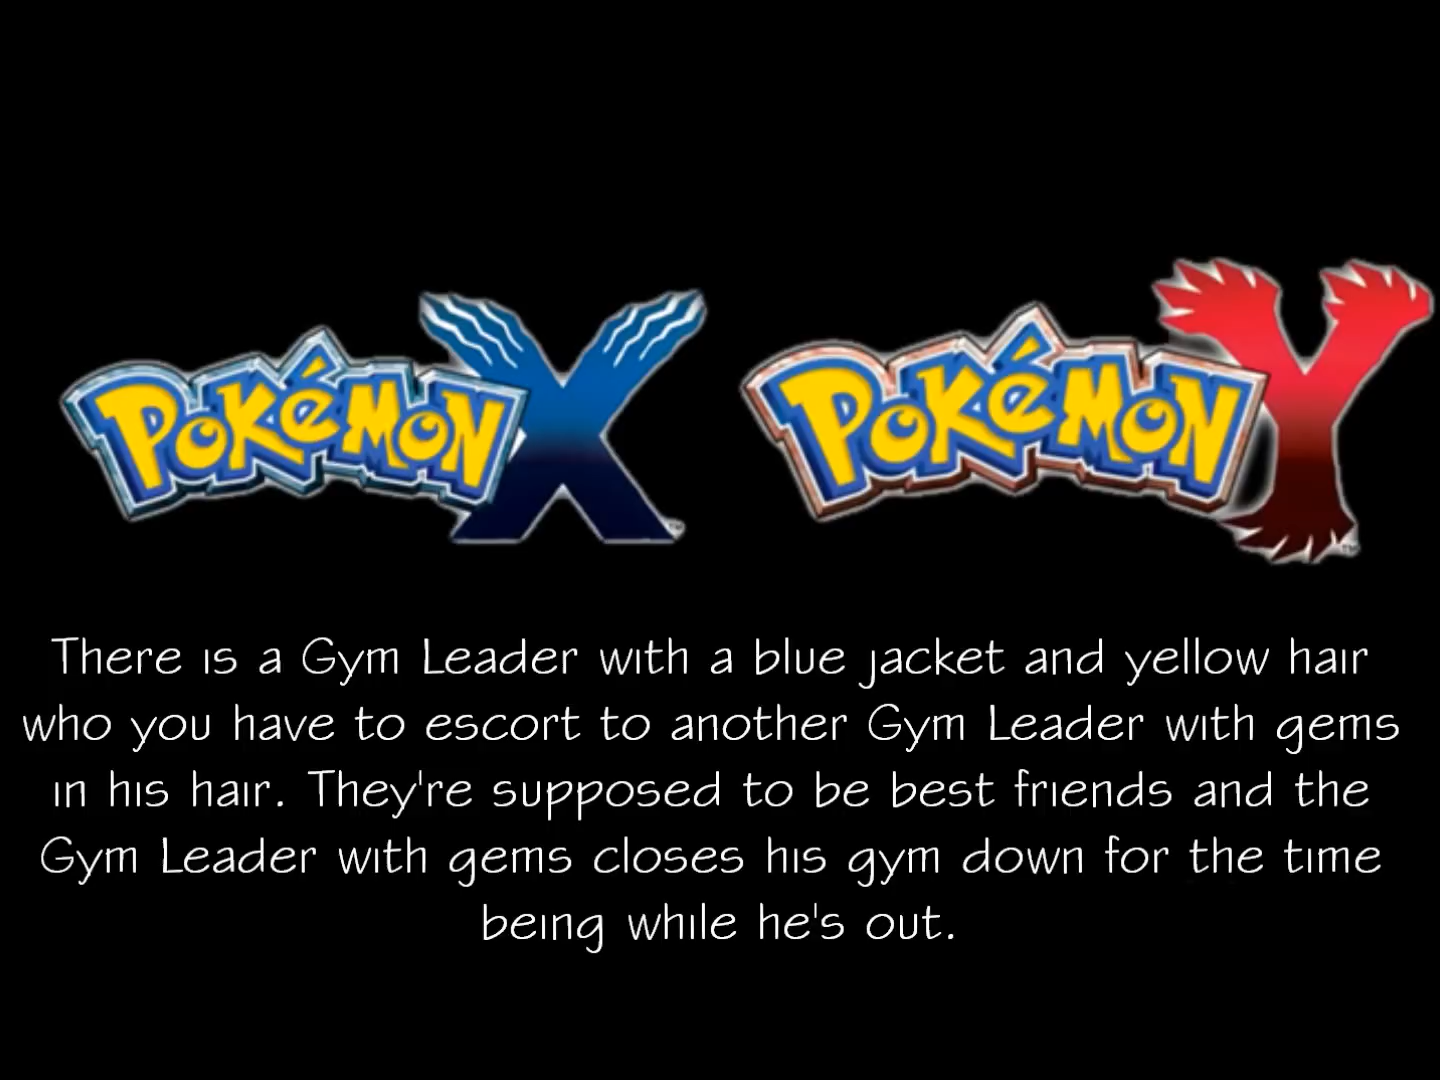 POKéMON X
POKéMON Y
TM
TM
There is a Gym Leader with a blue jacket and yellow hair
who you have to escort to another Gym Leader with gems
in his hair. They're supposed to be best friends and the
Gym Leader with gems closes his gym down for the time
being while he's out.